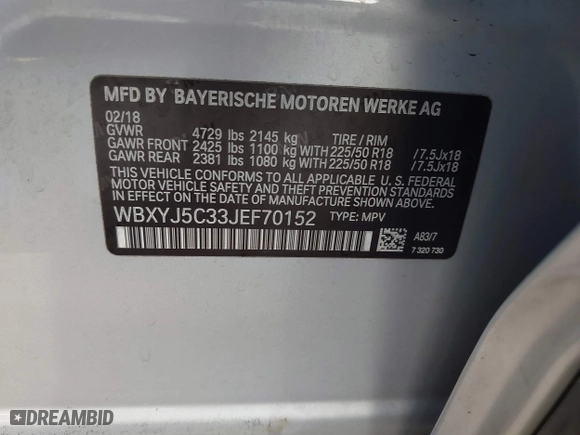 MFD BY BAYERISCHE MOTOREN WERKE AG
02/18
GVWR 4729 lbs 2145 kg TIRE / RIM
GAWR FRONT 2425 lbs 1100 kg WITH 225/50 R18 / 7.5Jx18
GAWR REAR 2381 lbs 1080 kg WITH 225/50 R18 / 7.5Jx18
THIS VEHICLE CONFORMS TO ALL APPLICABLE U. S. FEDERAL
MOTOR VEHICLE SAFETY AND THEFT PREVENTION STANDARDS
IN EFFECT ON THE DATE OF MANUFACTURE SHOWN ABOVE.
WBXYJ5C33JEF70152 TYPE: MPV
A83/7
7 320 730
DREAMBID